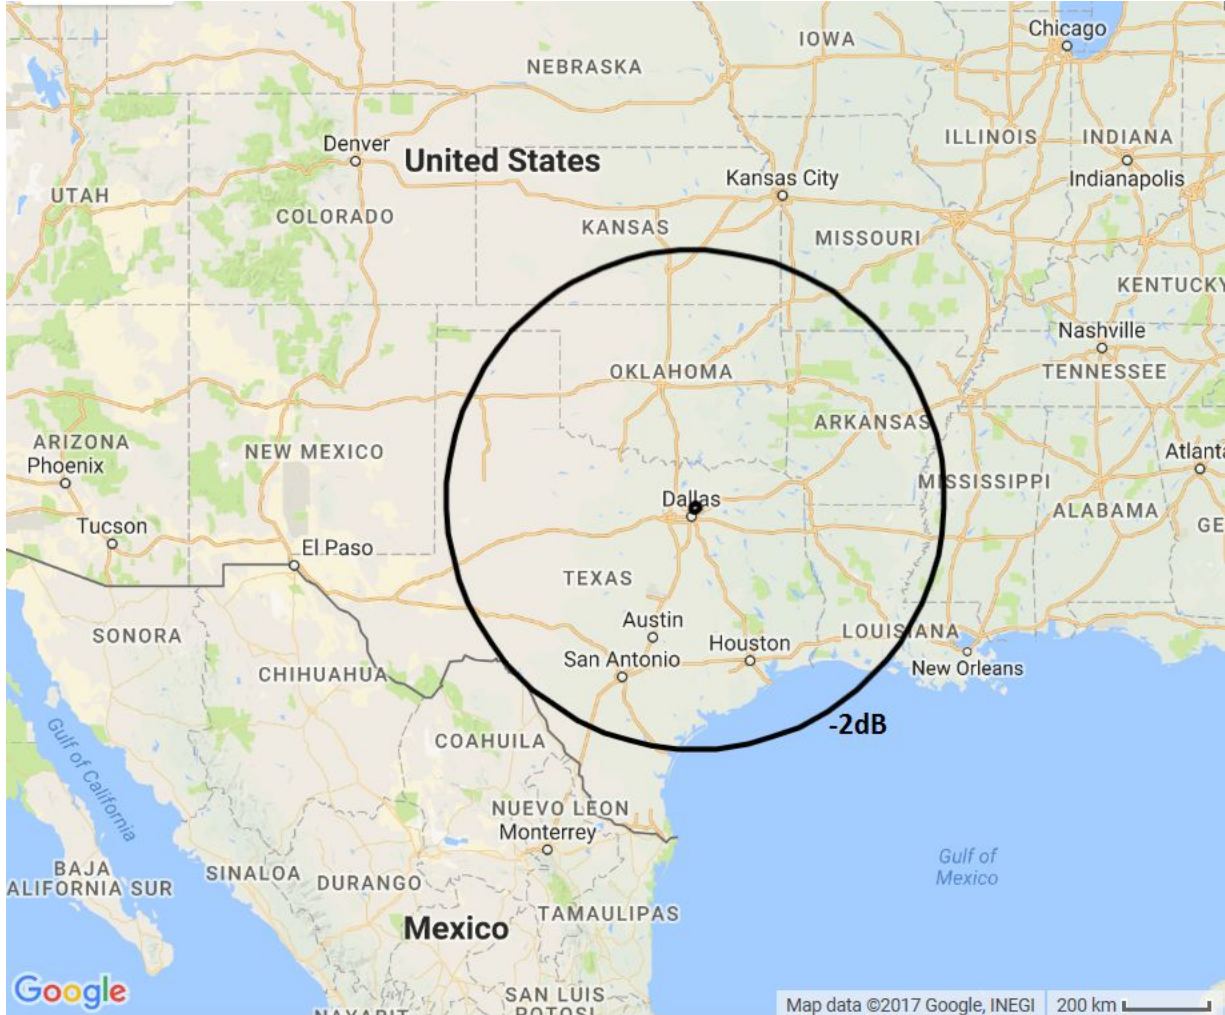 Chicago
IOWA
NEBRASKA
ILLINOIS
INDIANA
Denver
United States
Kansas City
Indianapolis
UTAH
COLORADO
KANSAS
MISSOURI
KENTUCKY
Nashville
TENNESSEE
OKLAHOMA
ARKANSAS
ARIZONA
NEW MEXICO
Atlanta
Phoenix
MISSISSIPPI
Dallas
ALABAMA
Tucson
GE
El Paso
TEXAS
Austin
SONORA
LOUISIANA
Houston
San Antonio
New Orleans
CHIHUAHUA
-2dB
COAHUILA
Gulf of
California
NUEVO LEON
Monterrey
Gulf of
Mexico
BAJA
ALIFORNIA SUR
SINALOA
DURANGO
TAMAULIPAS
Mexico
Google
SAN LUIS
POTOSI
NAYARIT
Map data ©2017 Google, INEGI
200 km